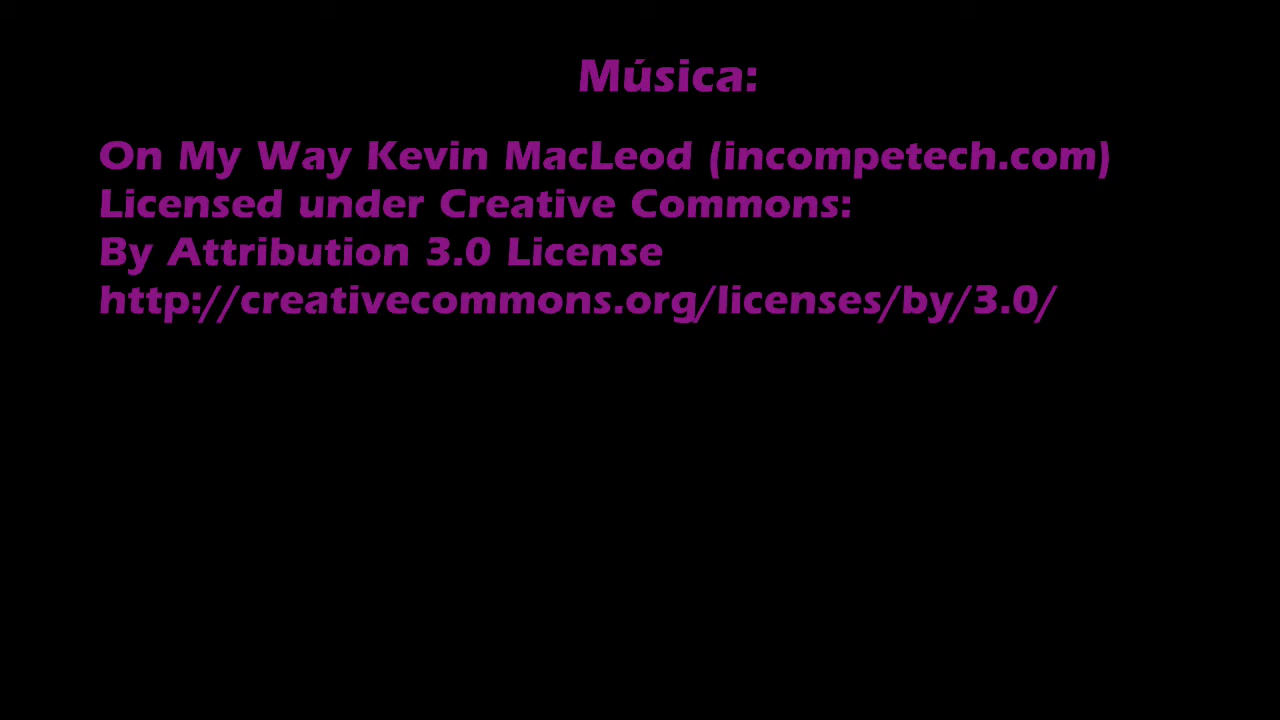 Música:
On My Way Kevin MacLeod (incompetech.com)
Licensed under Creative Commons:
By Attribution 3.0 License
http://creativecommons.org/licenses/by/3.0/